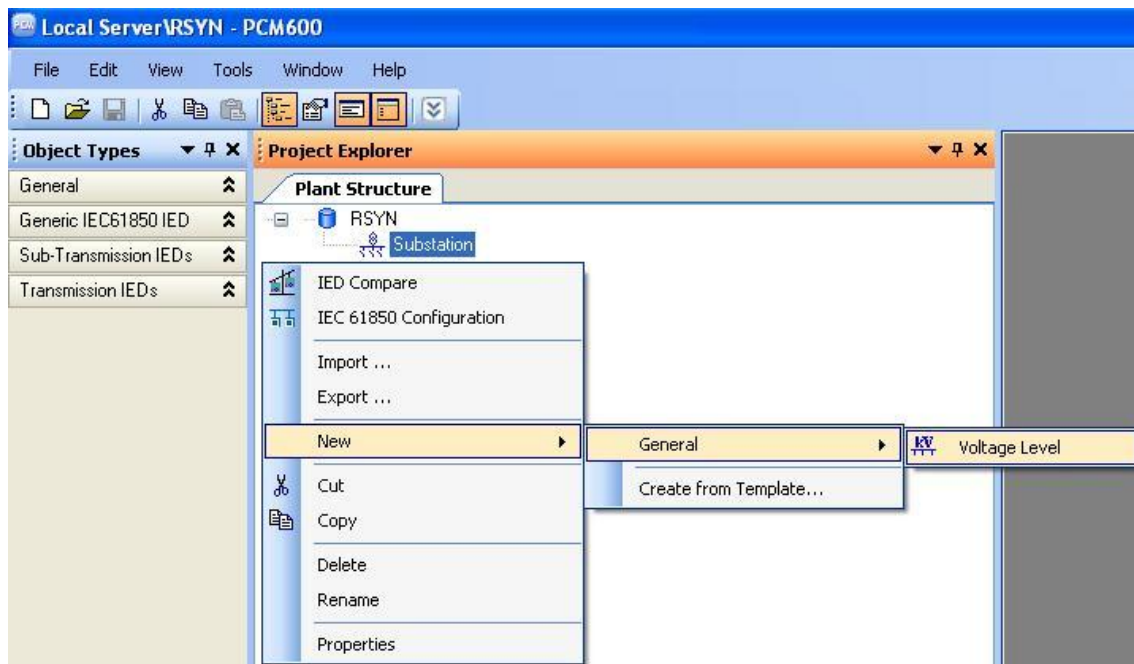 Local Server\RSYN - PCM600
File Edit View Tools Window Help
Object Types
Project Explorer
General
Plant Structure
Generic IEC61850 IED
RSYN
Sub-Transmission IEDs
Substation
Transmission IEDs
IED Compare
IEC 61850 Configuration
Import ...
Export ...
New
General
kV Voltage Level
Cut
Create from Template...
Copy
Delete
Rename
Properties